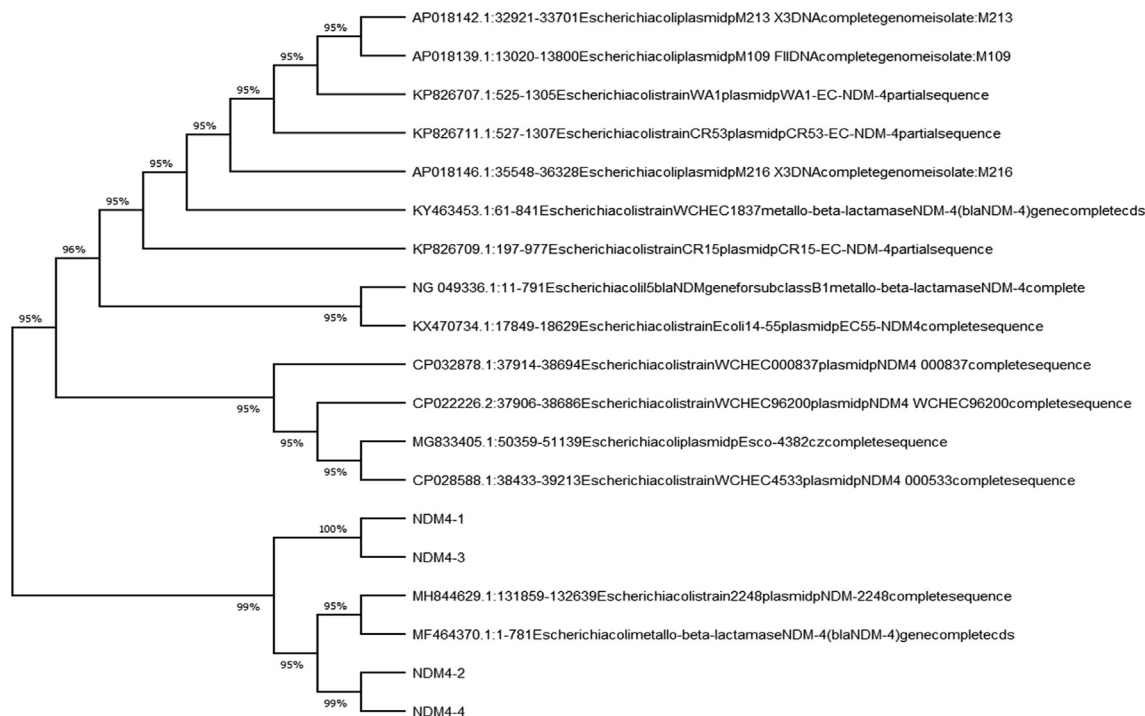 AP018142.1:32921-33701EscherichiacoliplasmidpM213 X3DNAcompletegenomeisolate:M213
95%
95%
AP018139.1:13020-13800EscherichiacoliplasmidpM109 FIIDNAcompletegenomeisolate:M109
95%
KP826707.1:525-1305EscherichiacolistrainWA1plasmidpWA1-EC-NDM-4partialsequence
95%
KP826711.1:527-1307EscherichiacolistrainCR53plasmidpCR53-EC-NDM-4partialsequence
95%
AP018146.1:35548-36328EscherichiacoliplasmidpM216 X3DNAcompletegenomeisolate:M216
95%
KY463453.1:61-841EscherichiacolistrainWCHEC1837metallo-beta-lactamaseNDM-4(blaNDM-4)genecompletecds
95%
KP826709.1:197-977EscherichiacolistrainCR15plasmidpCR15-EC-NDM-4partialsequence
96%
NG 049336.1:11-791EscherichiacoliI5blaNDMgeneforsubclassB1metallo-beta-lactamaseNDM-4complete
95%
95%
KX470734.1:17849-18629EscherichiacolistrainEcoli14-55plasmidpEC55-NDM4completesequence
CP032878.1:37914-38694EscherichiacolistrainWCHEC000837plasmidpNDM4 000837completesequence
95%
CP022226.2:37906-38686EscherichiacolistrainWCHEC96200plasmidpNDM4 WCHEC96200completesequence
95%
MG833405.1:50359-51139EscherichiacoliplasmidpEsco-4382czcompletesequence
95%
CP028588.1:38433-39213EscherichiacolistrainWCHEC4533plasmidpNDM4 000533completesequence
NDM4-1
100%
NDM4-3
99%
MH844629.1:131859-132639Escherichiacolistrain2248plasmidpNDM-2248completesequence
95%
MF464370.1:1-781Escherichiacolimetallo-beta-lactamaseNDM-4(blaNDM-4)genecompletecds
95%
NDM4-2
99%
NDM4-4